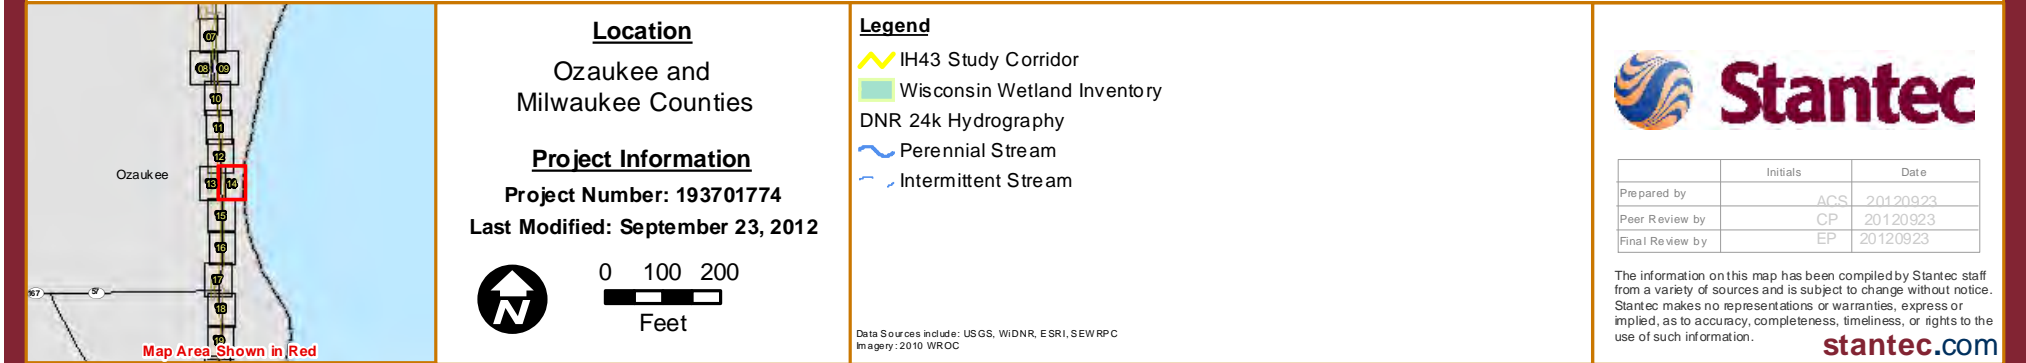 07
08 09
10
11
12
Ozaukee
13 14
15
16
17
167 57
18
19
Map Area Shown in Red
Location
Ozaukee and
Milwaukee Counties
Project Information
Project Number: 193701774
Last Modified: September 23, 2012
N
0 100 200
Feet
Legend
IH43 Study Corridor
Wisconsin Wetland Inventory
DNR 24k Hydrography
Perennial Stream
Intermittent Stream
Data Sources include: USGS, WiDNR, ESRI, SEWRPC
Imagery: 2010 WROC
Stantec
Initials Date
Prepared by ACS 20120923
Peer Review by CP 20120923
Final Review by EP 20120923
The information on this map has been compiled by Stantec staff
from a variety of sources and is subject to change without notice.
Stantec makes no representations or warranties, express or
implied, as to accuracy, completeness, timeliness, or rights to the
use of such information.
stantec.com